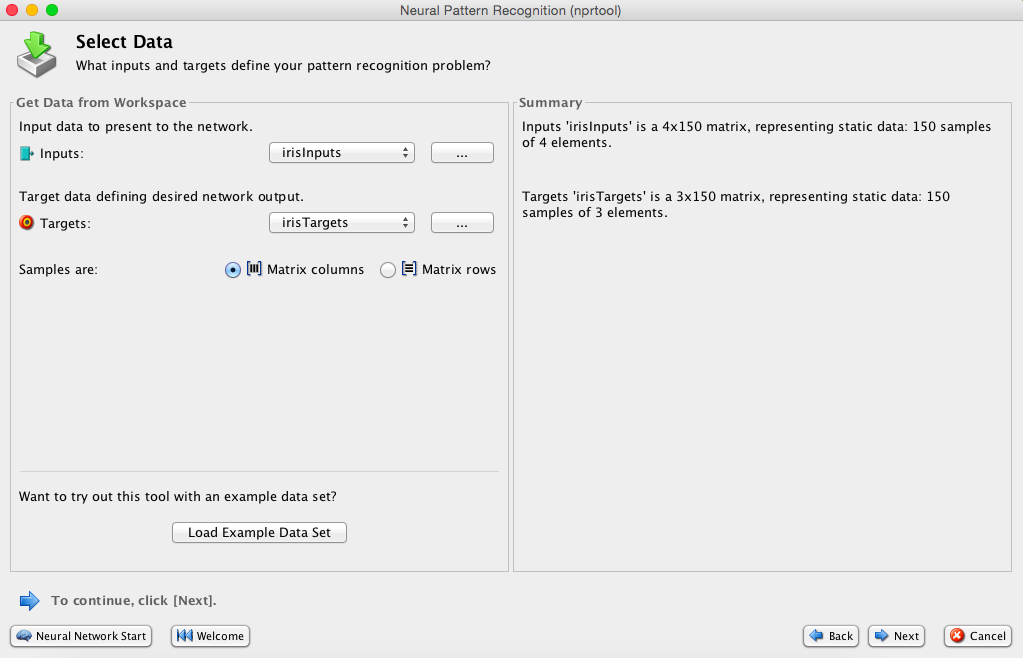 Neural Pattern Recognition (nprtool)
Select Data
What inputs and targets define your pattern recognition problem?
Get Data from Workspace
Input data to present to the network.
Inputs: irisInputs ...
Target data defining desired network output.
Targets: irisTargets ...
Samples are: Matrix columns Matrix rows
Want to try out this tool with an example data set?
Load Example Data Set
Summary
Inputs 'irisInputs' is a 4x150 matrix, representing static data: 150 samples
of 4 elements.
Targets 'irisTargets' is a 3x150 matrix, representing static data: 150
samples of 3 elements.
To continue, click [Next].
Neural Network Start Welcome Back Next Cancel